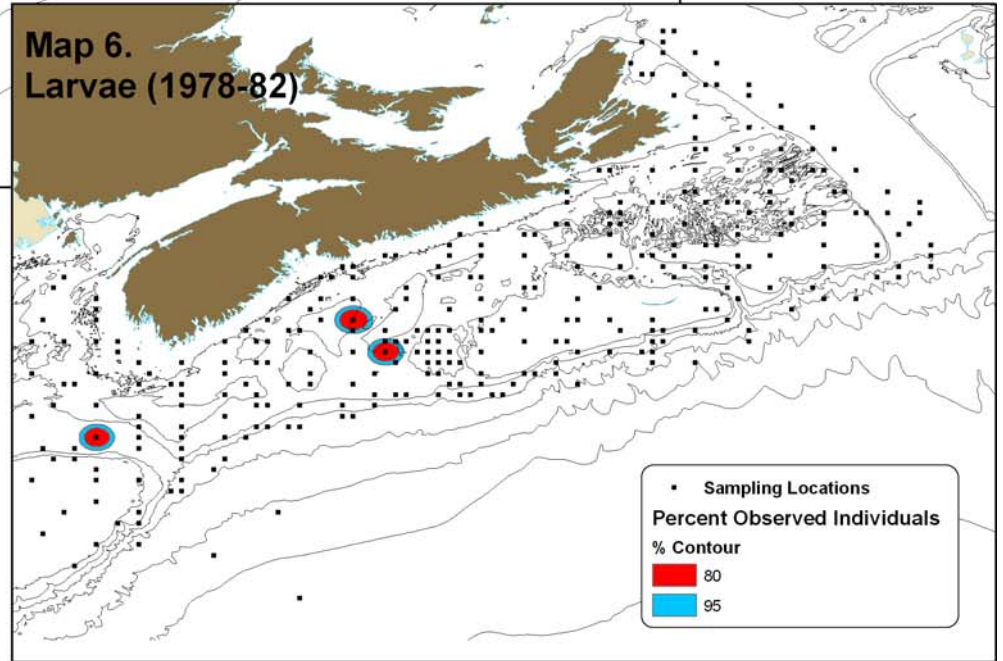 Map 6.
Larvae (1978-82)
Sampling Locations
Percent Observed Individuals
% Contour
80
95